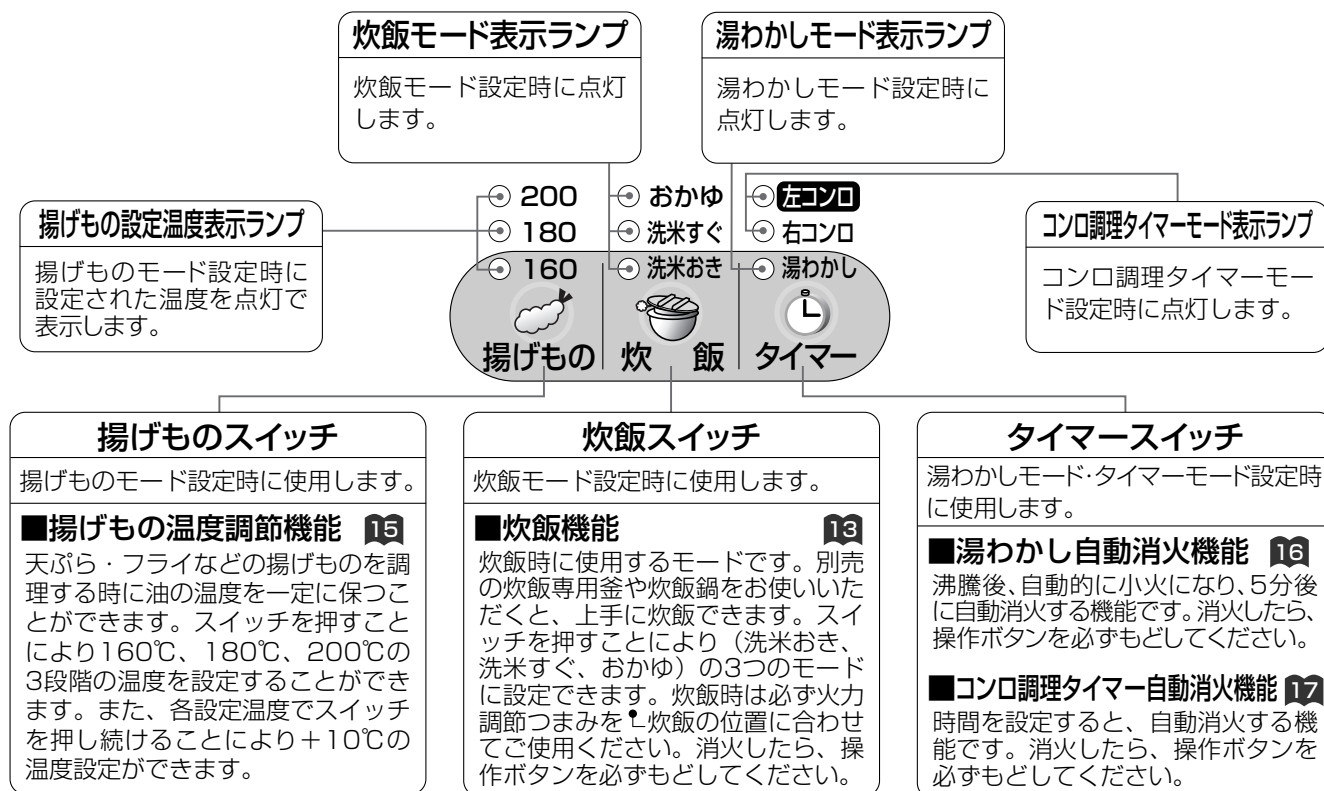 炊飯モード表示ランプ
炊飯モード設定時に点灯
します。
湯わかしモード表示ランプ
湯わかしモード設定時に
点灯します。
揚げもの設定温度表示ランプ
揚げものモード設定時に
設定された温度を点灯で
表示します。
200
180
160
おかゆ
洗米すぐ
洗米おき
左コンロ
右コンロ
湯わかし
揚げもの
炊 飯
タイマー
コンロ調理タイマーモード表示ランプ
コンロ調理タイマーモー
ド設定時に点灯します。
揚げものスイッチ
揚げものモード設定時に使用します。
■揚げもの温度調節機能 15
天ぷら・フライなどの揚げものを調
理する時に油の温度を一定に保つこ
とができます。スイッチを押すこと
により160℃、180℃、200℃の
3段階の温度を設定することができ
ます。また、各設定温度でスイッチ
を押し続けることにより+10℃の
温度設定ができます。
炊飯スイッチ
炊飯モード設定時に使用します。
■炊飯機能 13
炊飯時に使用するモードです。別売
の炊飯専用釜や炊飯鍋をお使いいた
だくと、上手に炊飯できます。スイ
ッチを押すことにより（洗米おき、
洗米すぐ、おかゆ）の3つのモード
に設定できます。炊飯時は必ず火力
調節つまみを炊飯の位置に合わせ
てご使用ください。消火したら、操
作ボタンを必ずもどしてください。
タイマースイッチ
湯わかしモード･タイマーモード設定時
に使用します。
■湯わかし自動消火機能 16
沸騰後、自動的に小火になり、5分後
に自動消火する機能です。消火したら、
操作ボタンを必ずもどしてください。
■コンロ調理タイマー自動消火機能 17
時間を設定すると、自動消火する機
能です。消火したら、操作ボタンを
必ずもどしてください。